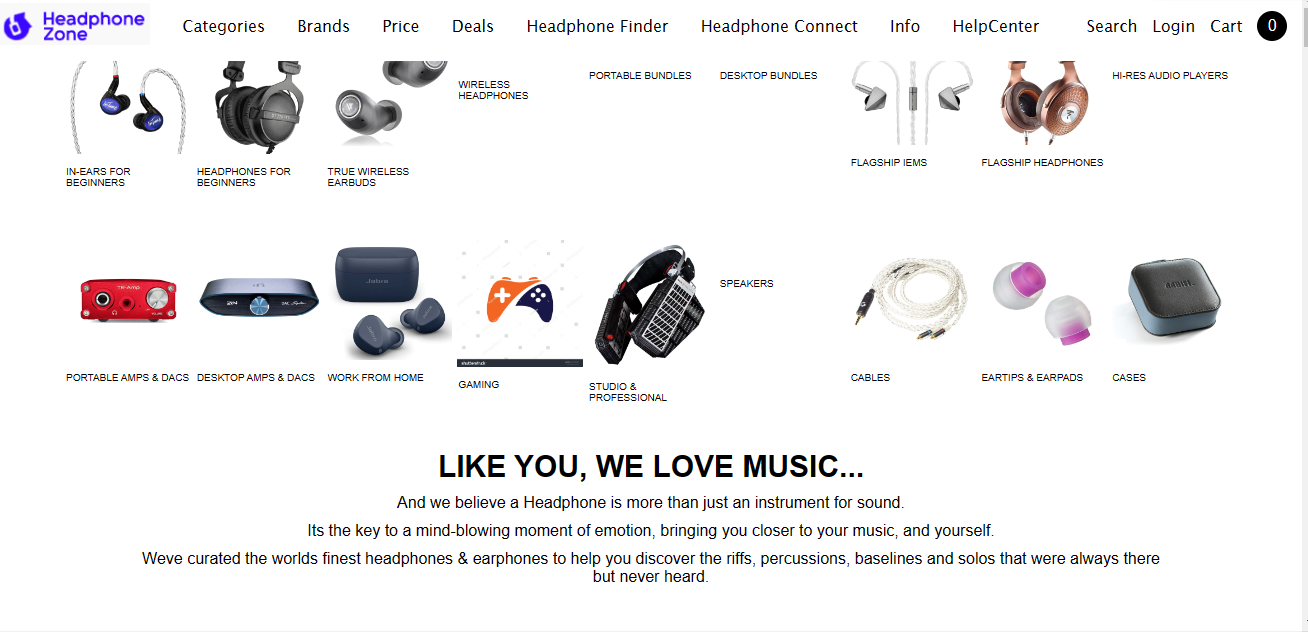 Headphone
Zone
Categories
Brands
Price
Deals
Headphone Finder
Headphone Connect
Info
HelpCenter
Search
Login
Cart
0
IN-EARS FOR
BEGINNERS
HEADPHONES FOR
BEGINNERS
TRUE WIRELESS
EARBUDS
WIRELESS
HEADPHONES
PORTABLE BUNDLES
DESKTOP BUNDLES
FLAGSHIP IEMS
FLAGSHIP HEADPHONES
HI-RES AUDIO PLAYERS
PORTABLE AMPS & DACS
DESKTOP AMPS & DACS
Jabra
WORK FROM HOME
shutterstock
GAMING
STUDIO &
PROFESSIONAL
SPEAKERS
CABLES
EARTIPS & EARPADS
CASES
LIKE YOU, WE LOVE MUSIC...
And we believe a Headphone is more than just an instrument for sound.
Its the key to a mind-blowing moment of emotion, bringing you closer to your music, and yourself.
Weve curated the worlds finest headphones & earphones to help you discover the riffs, percussions, baselines and solos that were always there
but never heard.